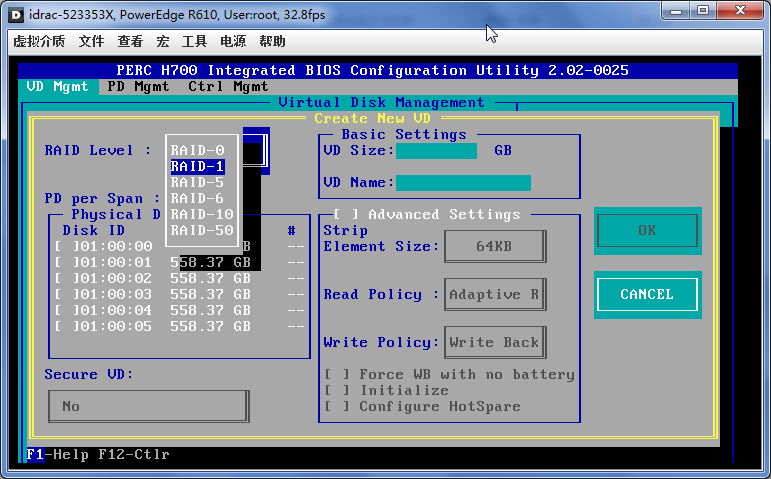 idrac-523353X, PowerEdge R610, User:root, 32.8fps
虚拟介质 文件 查看 宏 工具 电源 帮助
PERC H700 Integrated BIOS Configuration Utility 2.02-0025
VD Mgmt PD Mgmt Ctrl Mgmt
Virtual Disk Management
Create New VD
RAID Level :
RAID-0
RAID-1
RAID-5
RAID-6
RAID-10
RAID-50
PD per Span :
Physical D
Disk ID #
[ ]01:00:00 GB --
[ ]01:00:01 558.37 GB --
[ ]01:00:02 558.37 GB --
[ ]01:00:03 558.37 GB --
[ ]01:00:04 558.37 GB --
[ ]01:00:05 558.37 GB --
Secure VD:
No
Basic Settings
VD Size: GB
VD Name:
[ ] Advanced Settings
Strip
Element Size: 64KB
Read Policy : Adaptive R
Write Policy: Write Back
[ ] Force WB with no battery
[ ] Initialize
[ ] Configure HotSpare
OK
CANCEL
F1-Help F12-Ctlr